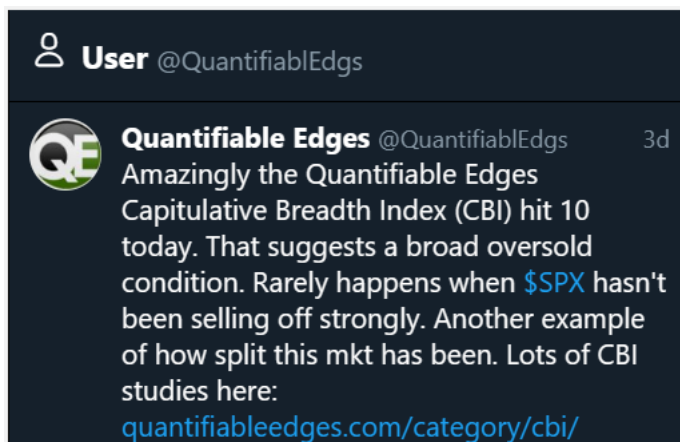 User @QuantifiablEdgs
QE
Quantifiable Edges @QuantifiablEdgs 3d
Amazingly the Quantifiable Edges
Capitulative Breadth Index (CBI) hit 10
today. That suggests a broad oversold
condition. Rarely happens when $SPX hasn't
been selling off strongly. Another example
of how split this mkt has been. Lots of CBI
studies here:
quantifiableedges.com/category/cbi/